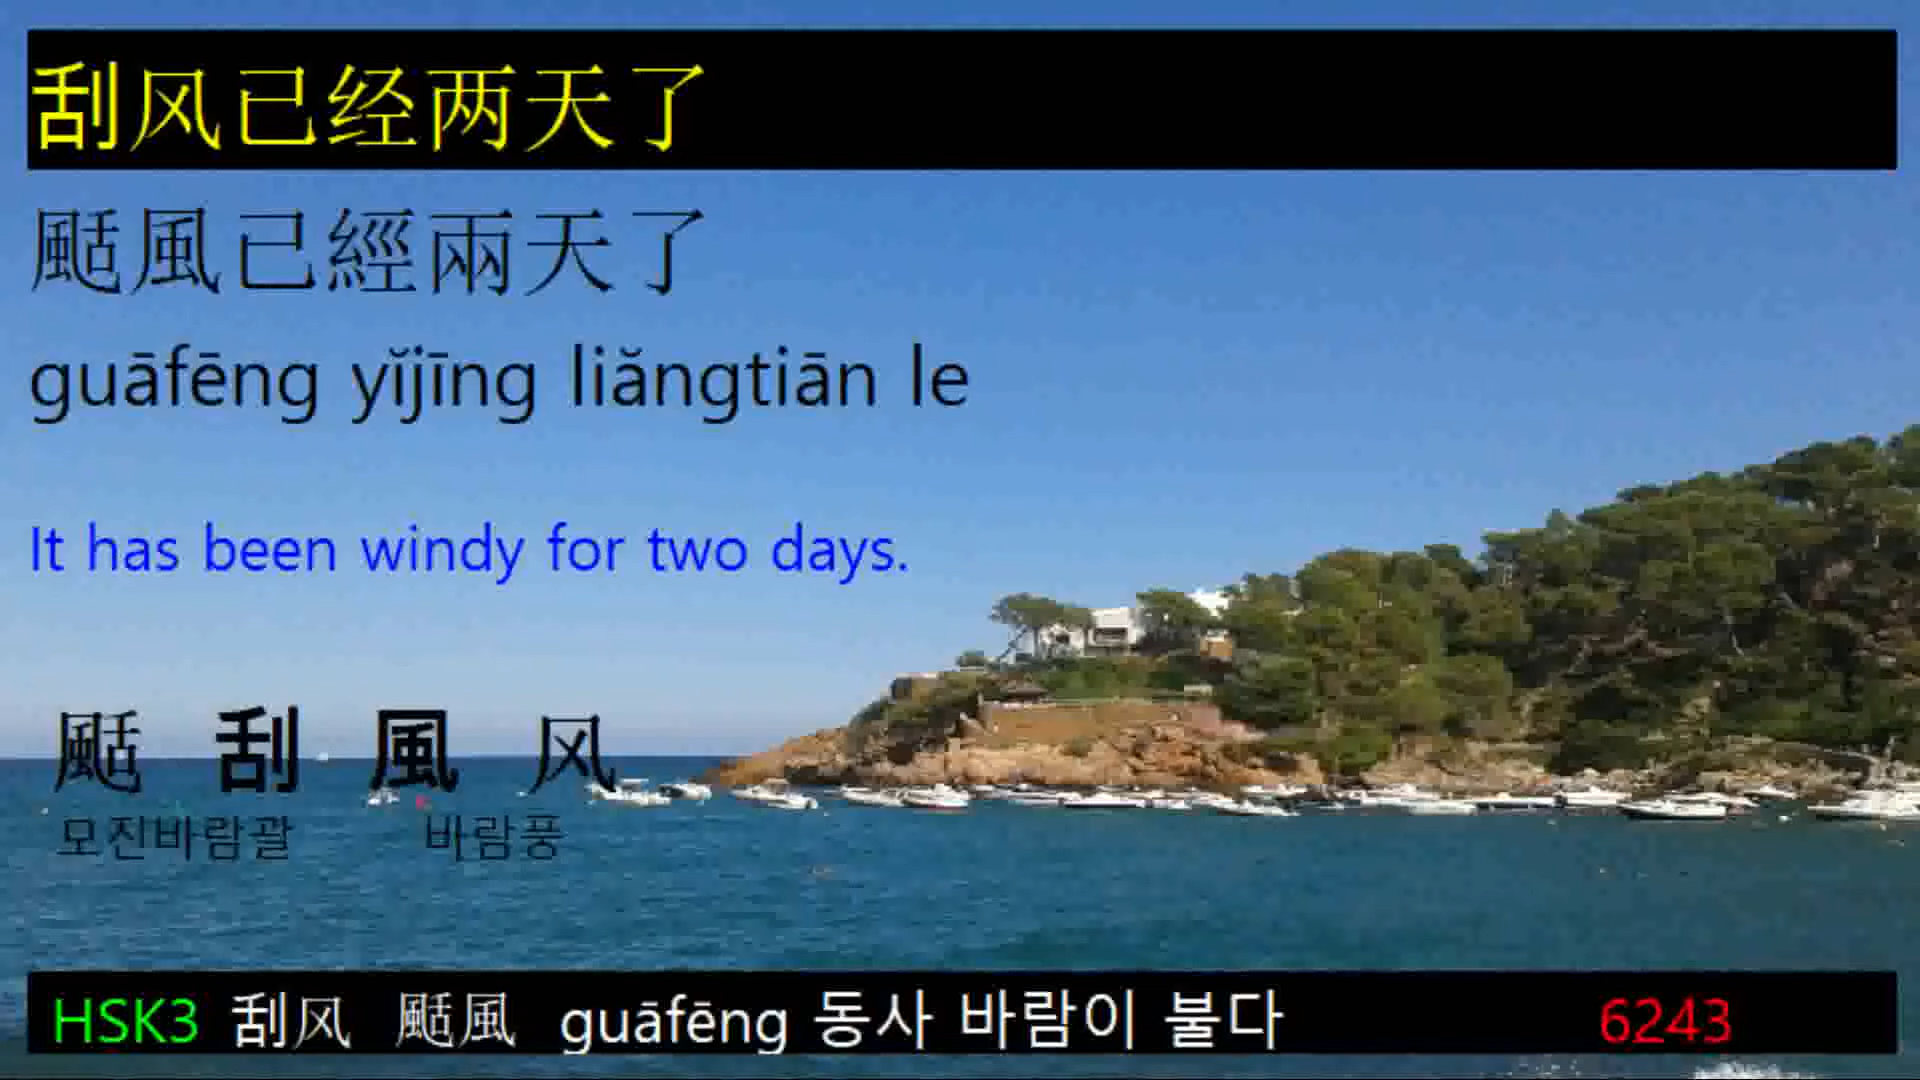 刮风已经两天了
颳風已經兩天了
guāfēng yǐjīng liǎngtiān le
It has been windy for two days.
颳 刮 風 风
모진바람괄 바람풍
HSK3 刮风 颳風 guāfēng 동사 바람이 불다 6243